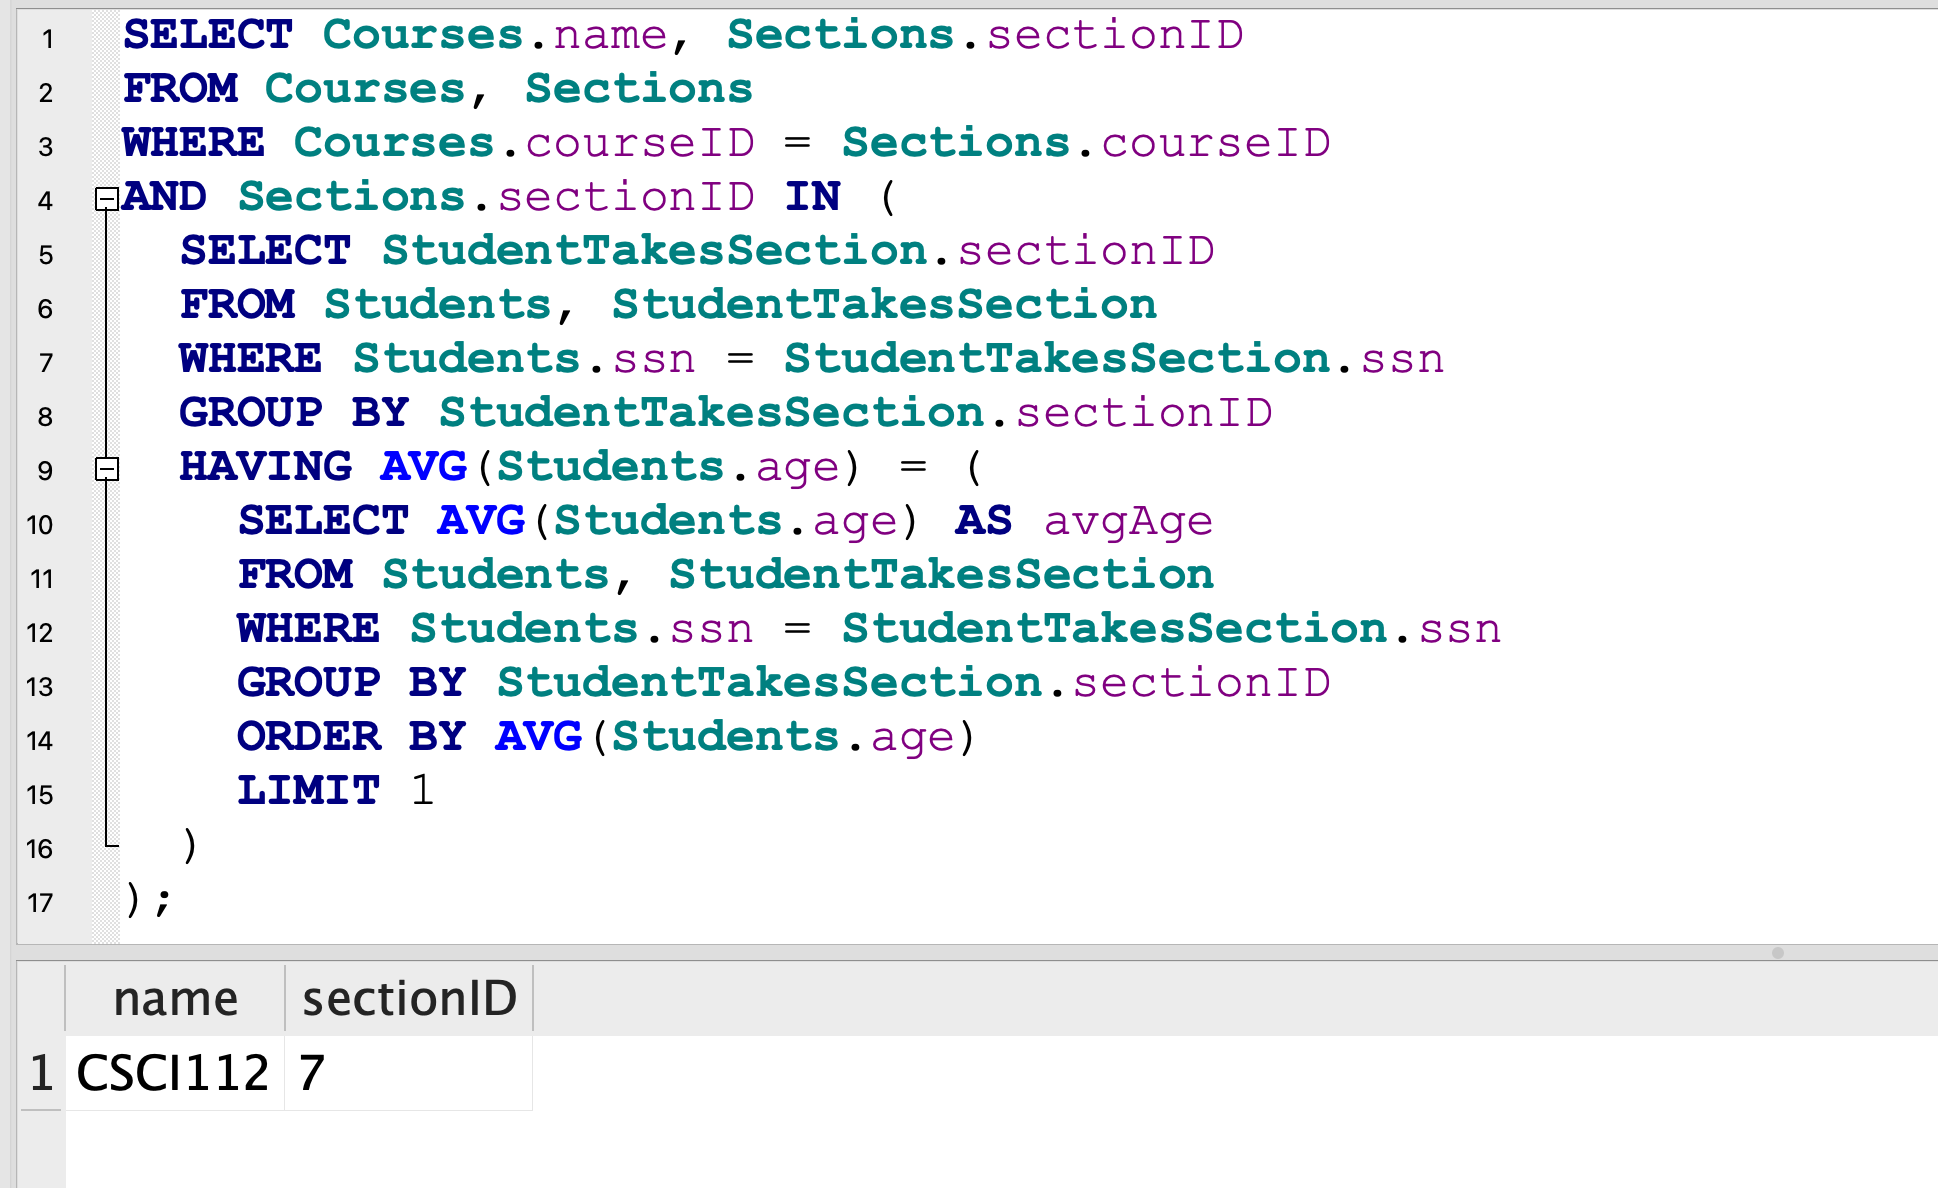 1 SELECT Courses.name, Sections.sectionID
2 FROM Courses, Sections
3 WHERE Courses.courseID = Sections.courseID
4 AND Sections.sectionID IN (
5 SELECT StudentTakesSection.sectionID
6 FROM Students, StudentTakesSection
7 WHERE Students.ssn = StudentTakesSection.ssn
8 GROUP BY StudentTakesSection.sectionID
9 HAVING AVG(Students.age) = (
10 SELECT AVG(Students.age) AS avgAge
11 FROM Students, StudentTakesSection
12 WHERE Students.ssn = StudentTakesSection.ssn
13 GROUP BY StudentTakesSection.sectionID
14 ORDER BY AVG(Students.age)
15 LIMIT 1
16 )
17 );
name sectionID
1 CSCI112 7